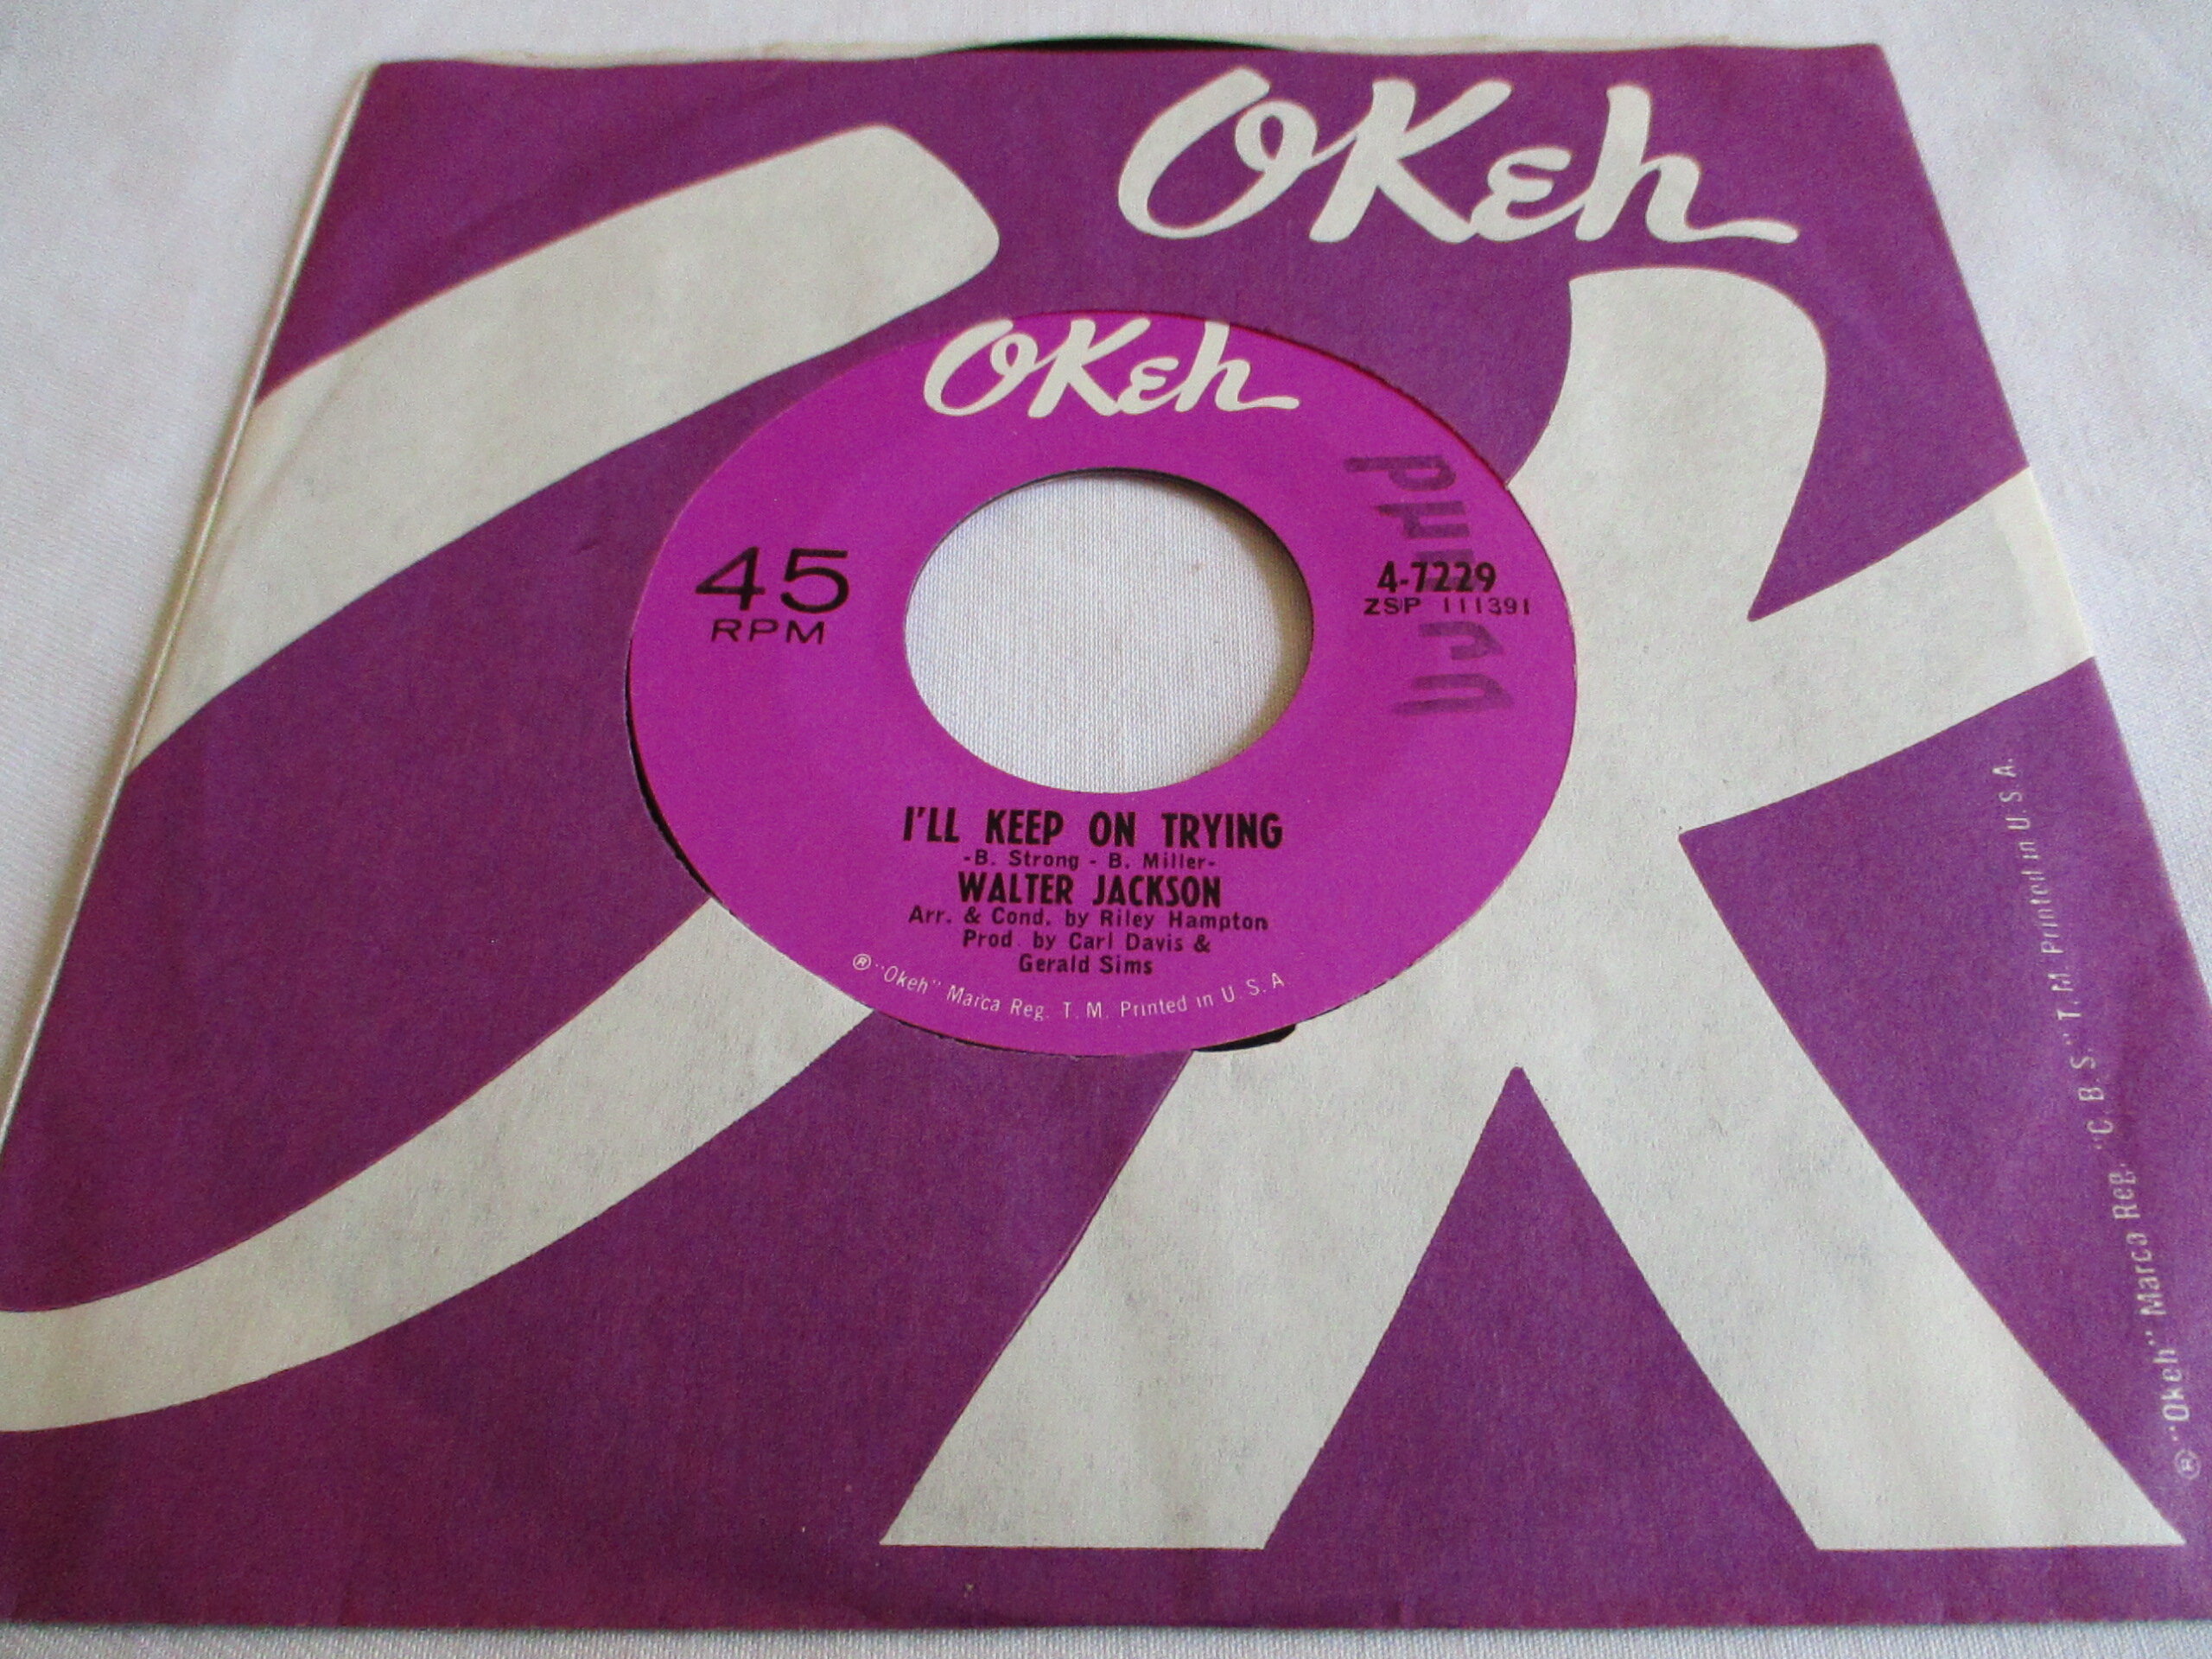 OKeh
OKeh
45
RPM
4-7229
ZSP 111391
I'LL KEEP ON TRYING
-B. Strong - B. Miller-
WALTER JACKSON
Arr. & Cond. by Riley Hampton
Prod. by Carl Davis &
Gerald Sims
® "Okeh" Marca Reg. T. M. Printed in U. S. A
® "Okeh" Marca Reg. "C. B. S." T. M. Printed in U. S. A.